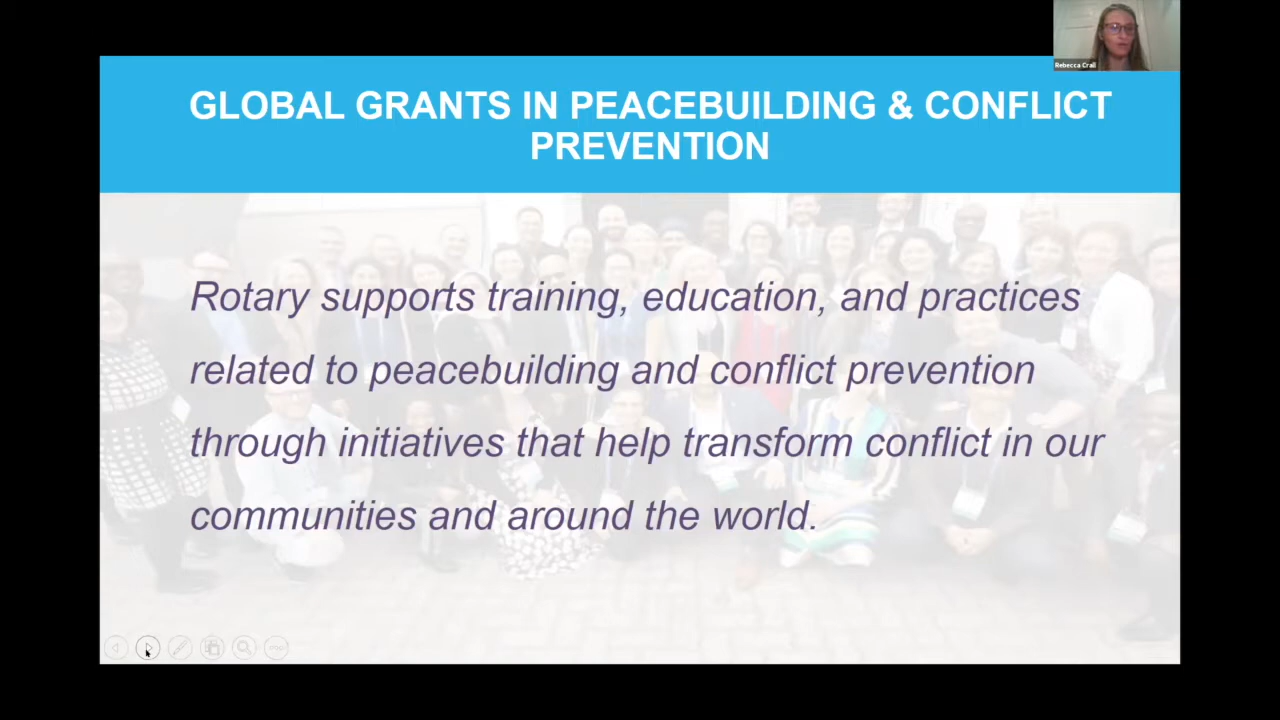 Rebecca Crall
GLOBAL GRANTS IN PEACEBUILDING & CONFLICT
PREVENTION
Rotary supports training, education, and practices
related to peacebuilding and conflict prevention
through initiatives that help transform conflict in our
communities and around the world.